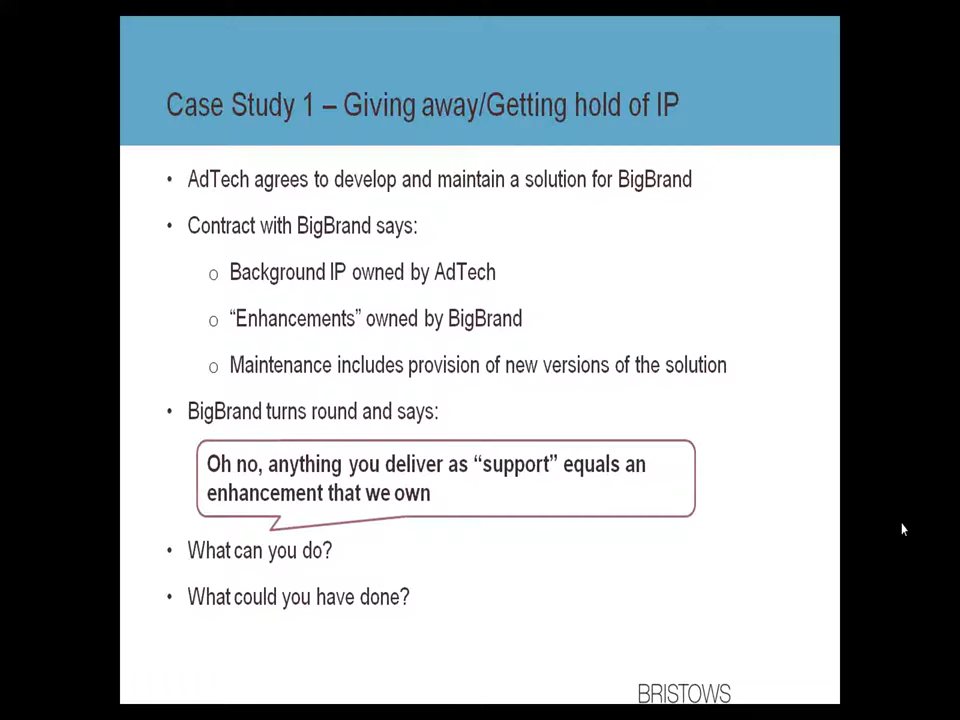 Case Study 1 – Giving away/Getting hold of IP
• AdTech agrees to develop and maintain a solution for BigBrand
• Contract with BigBrand says:
o Background IP owned by AdTech
o “Enhancements” owned by BigBrand
o Maintenance includes provision of new versions of the solution
• BigBrand turns round and says:
Oh no, anything you deliver as “support” equals an
enhancement that we own
• What can you do?
• What could you have done?
BRISTOWS